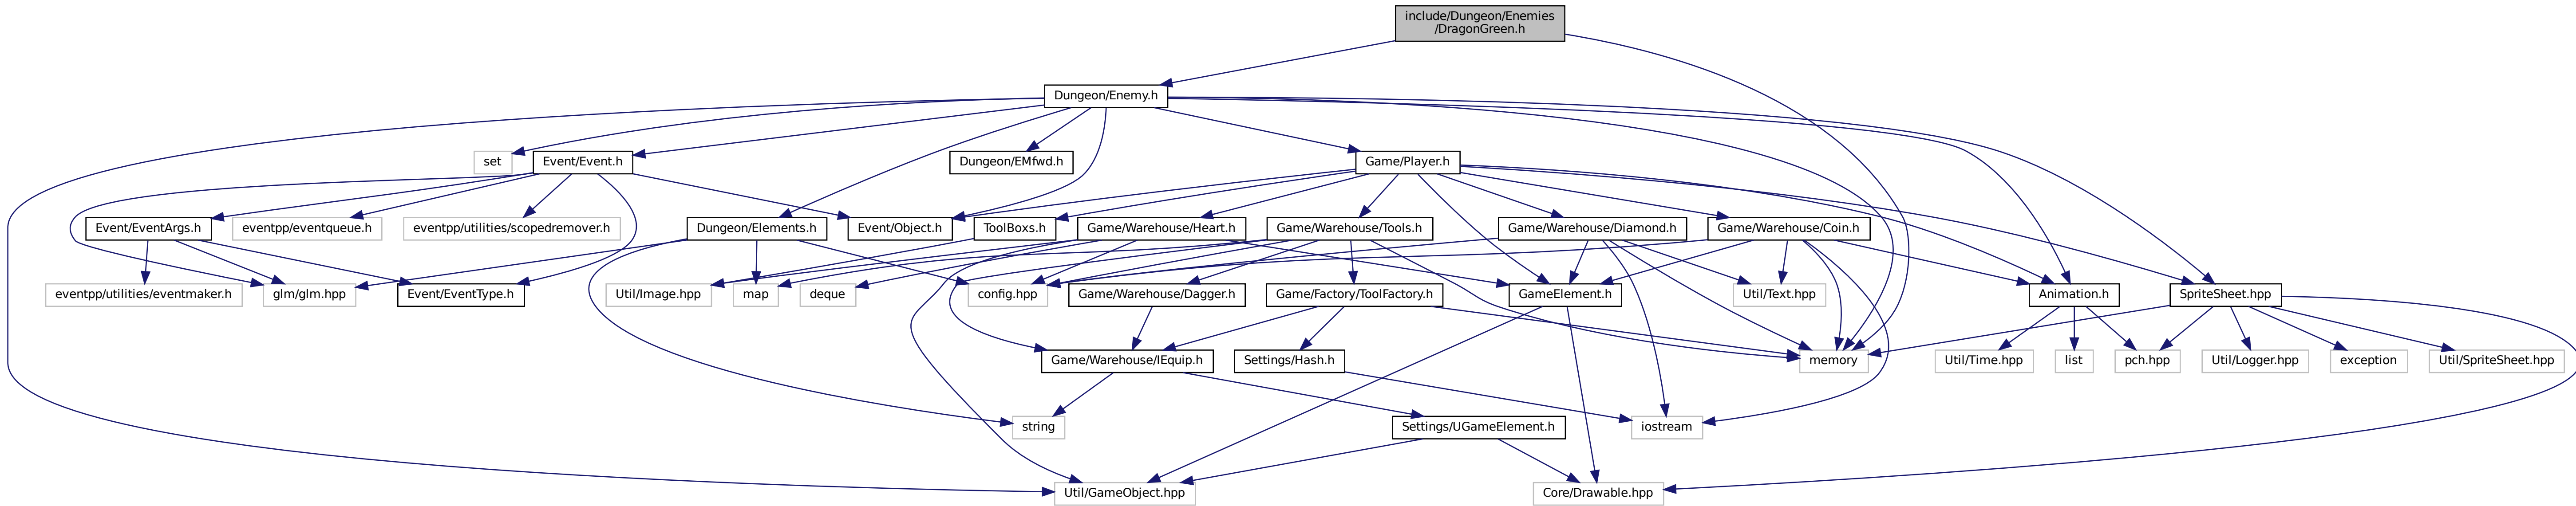 include/Dungeon/Enemies
/DragonGreen.h
Dungeon/Enemy.h
set
Event/Event.h
Dungeon/EMfwd.h
Game/Player.h
Event/EventArgs.h
eventpp/eventqueue.h
eventpp/utilities/scopedremover.h
Dungeon/Elements.h
Event/Object.h
ToolBoxs.h
Game/Warehouse/Heart.h
Game/Warehouse/Tools.h
Game/Warehouse/Diamond.h
Game/Warehouse/Coin.h
eventpp/utilities/eventmaker.h
glm/glm.hpp
Event/EventType.h
Util/Image.hpp
map
deque
config.hpp
Game/Warehouse/Dagger.h
Game/Factory/ToolFactory.h
GameElement.h
Util/Text.hpp
Animation.h
SpriteSheet.hpp
Game/Warehouse/IEquip.h
Settings/Hash.h
memory
Util/Time.hpp
list
pch.hpp
Util/Logger.hpp
exception
Util/SpriteSheet.hpp
string
Settings/UGameElement.h
iostream
Util/GameObject.hpp
Core/Drawable.hpp